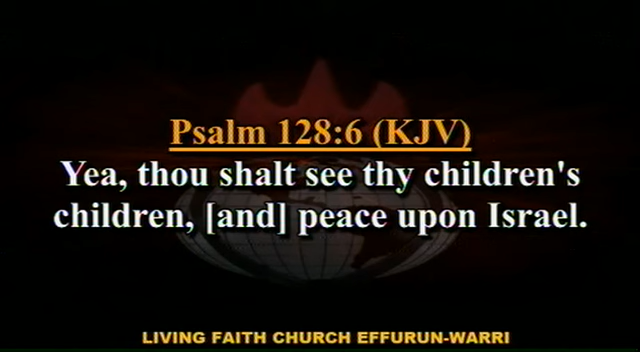 Psalm 128:6 (KJV)
Yea, thou shalt see thy children's
children, [and] peace upon Israel.
LIVING FAITH CHURCH EFFURUN-WARRI